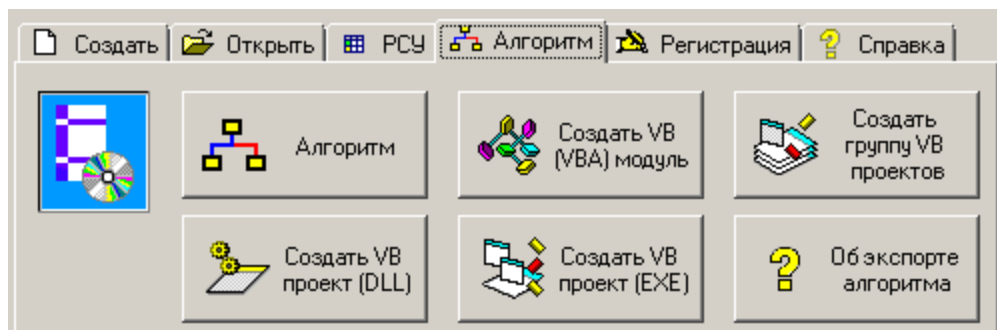 Создать Открыть РСУ Алгоритм Регистрация Справка
Алгоритм
Создать VB
(VBA) модуль
Создать
группу VB
проектов
Создать VB
проект (DLL)
Создать VB
проект (EXE)
Об экспорте
алгоритма